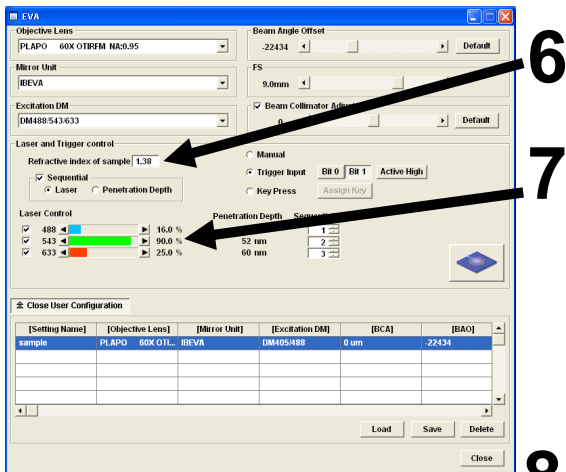 EVA
Objective Lens
PLAPO 60X OTIRFM NA:0.95
Beam Angle Offset
-22434
Default
Mirror Unit
IBEVA
FS
9.0mm
6
Excitation DM
DM488/543/633
Beam Collimator
0
Default
Laser and Trigger control
Refractive index of sample 1.38
Sequential
Laser Penetration Depth
Manual
Trigger Input Bit 0 Bit 1 Active High
Key Press Assign Key
7
Laser Control
Penetration Depth
488 16.0 % 1
543 90.0 % 52 nm 2
633 25.0 % 60 nm 3
Close User Configuration
[Setting Name] [Objective Lens] [Mirror Unit] [Excitation DM] [BCA] [BAO]
sample PLAPO 60X OTI... IBEVA DM405/488 0 um -22434
Load Save Delete
Close
8